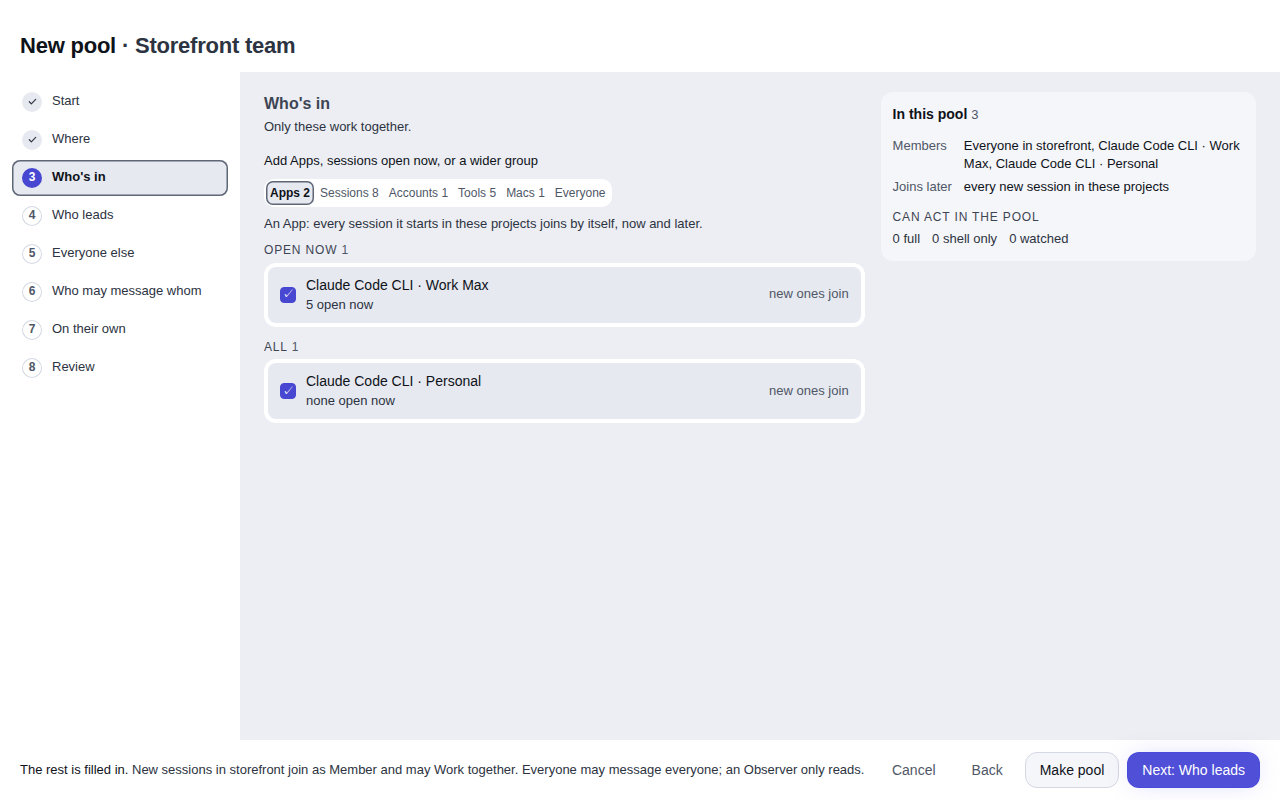 New pool · Storefront team
Start
Where
3 Who's in
4 Who leads
5 Everyone else
6 Who may message whom
7 On their own
8 Review
Who's in
Only these work together.
Add Apps, sessions open now, or a wider group
Apps 2 Sessions 8 Accounts 1 Tools 5 Macs 1 Everyone
An App: every session it starts in these projects joins by itself, now and later.
OPEN NOW 1
Claude Code CLI · Work Max
5 open now
new ones join
ALL 1
Claude Code CLI · Personal
none open now
new ones join
In this pool 3
Members Everyone in storefront, Claude Code CLI · Work
Max, Claude Code CLI · Personal
Joins later every new session in these projects
CAN ACT IN THE POOL
0 full 0 shell only 0 watched
The rest is filled in. New sessions in storefront join as Member and may Work together. Everyone may message everyone; an Observer only reads.
Cancel Back Make pool Next: Who leads